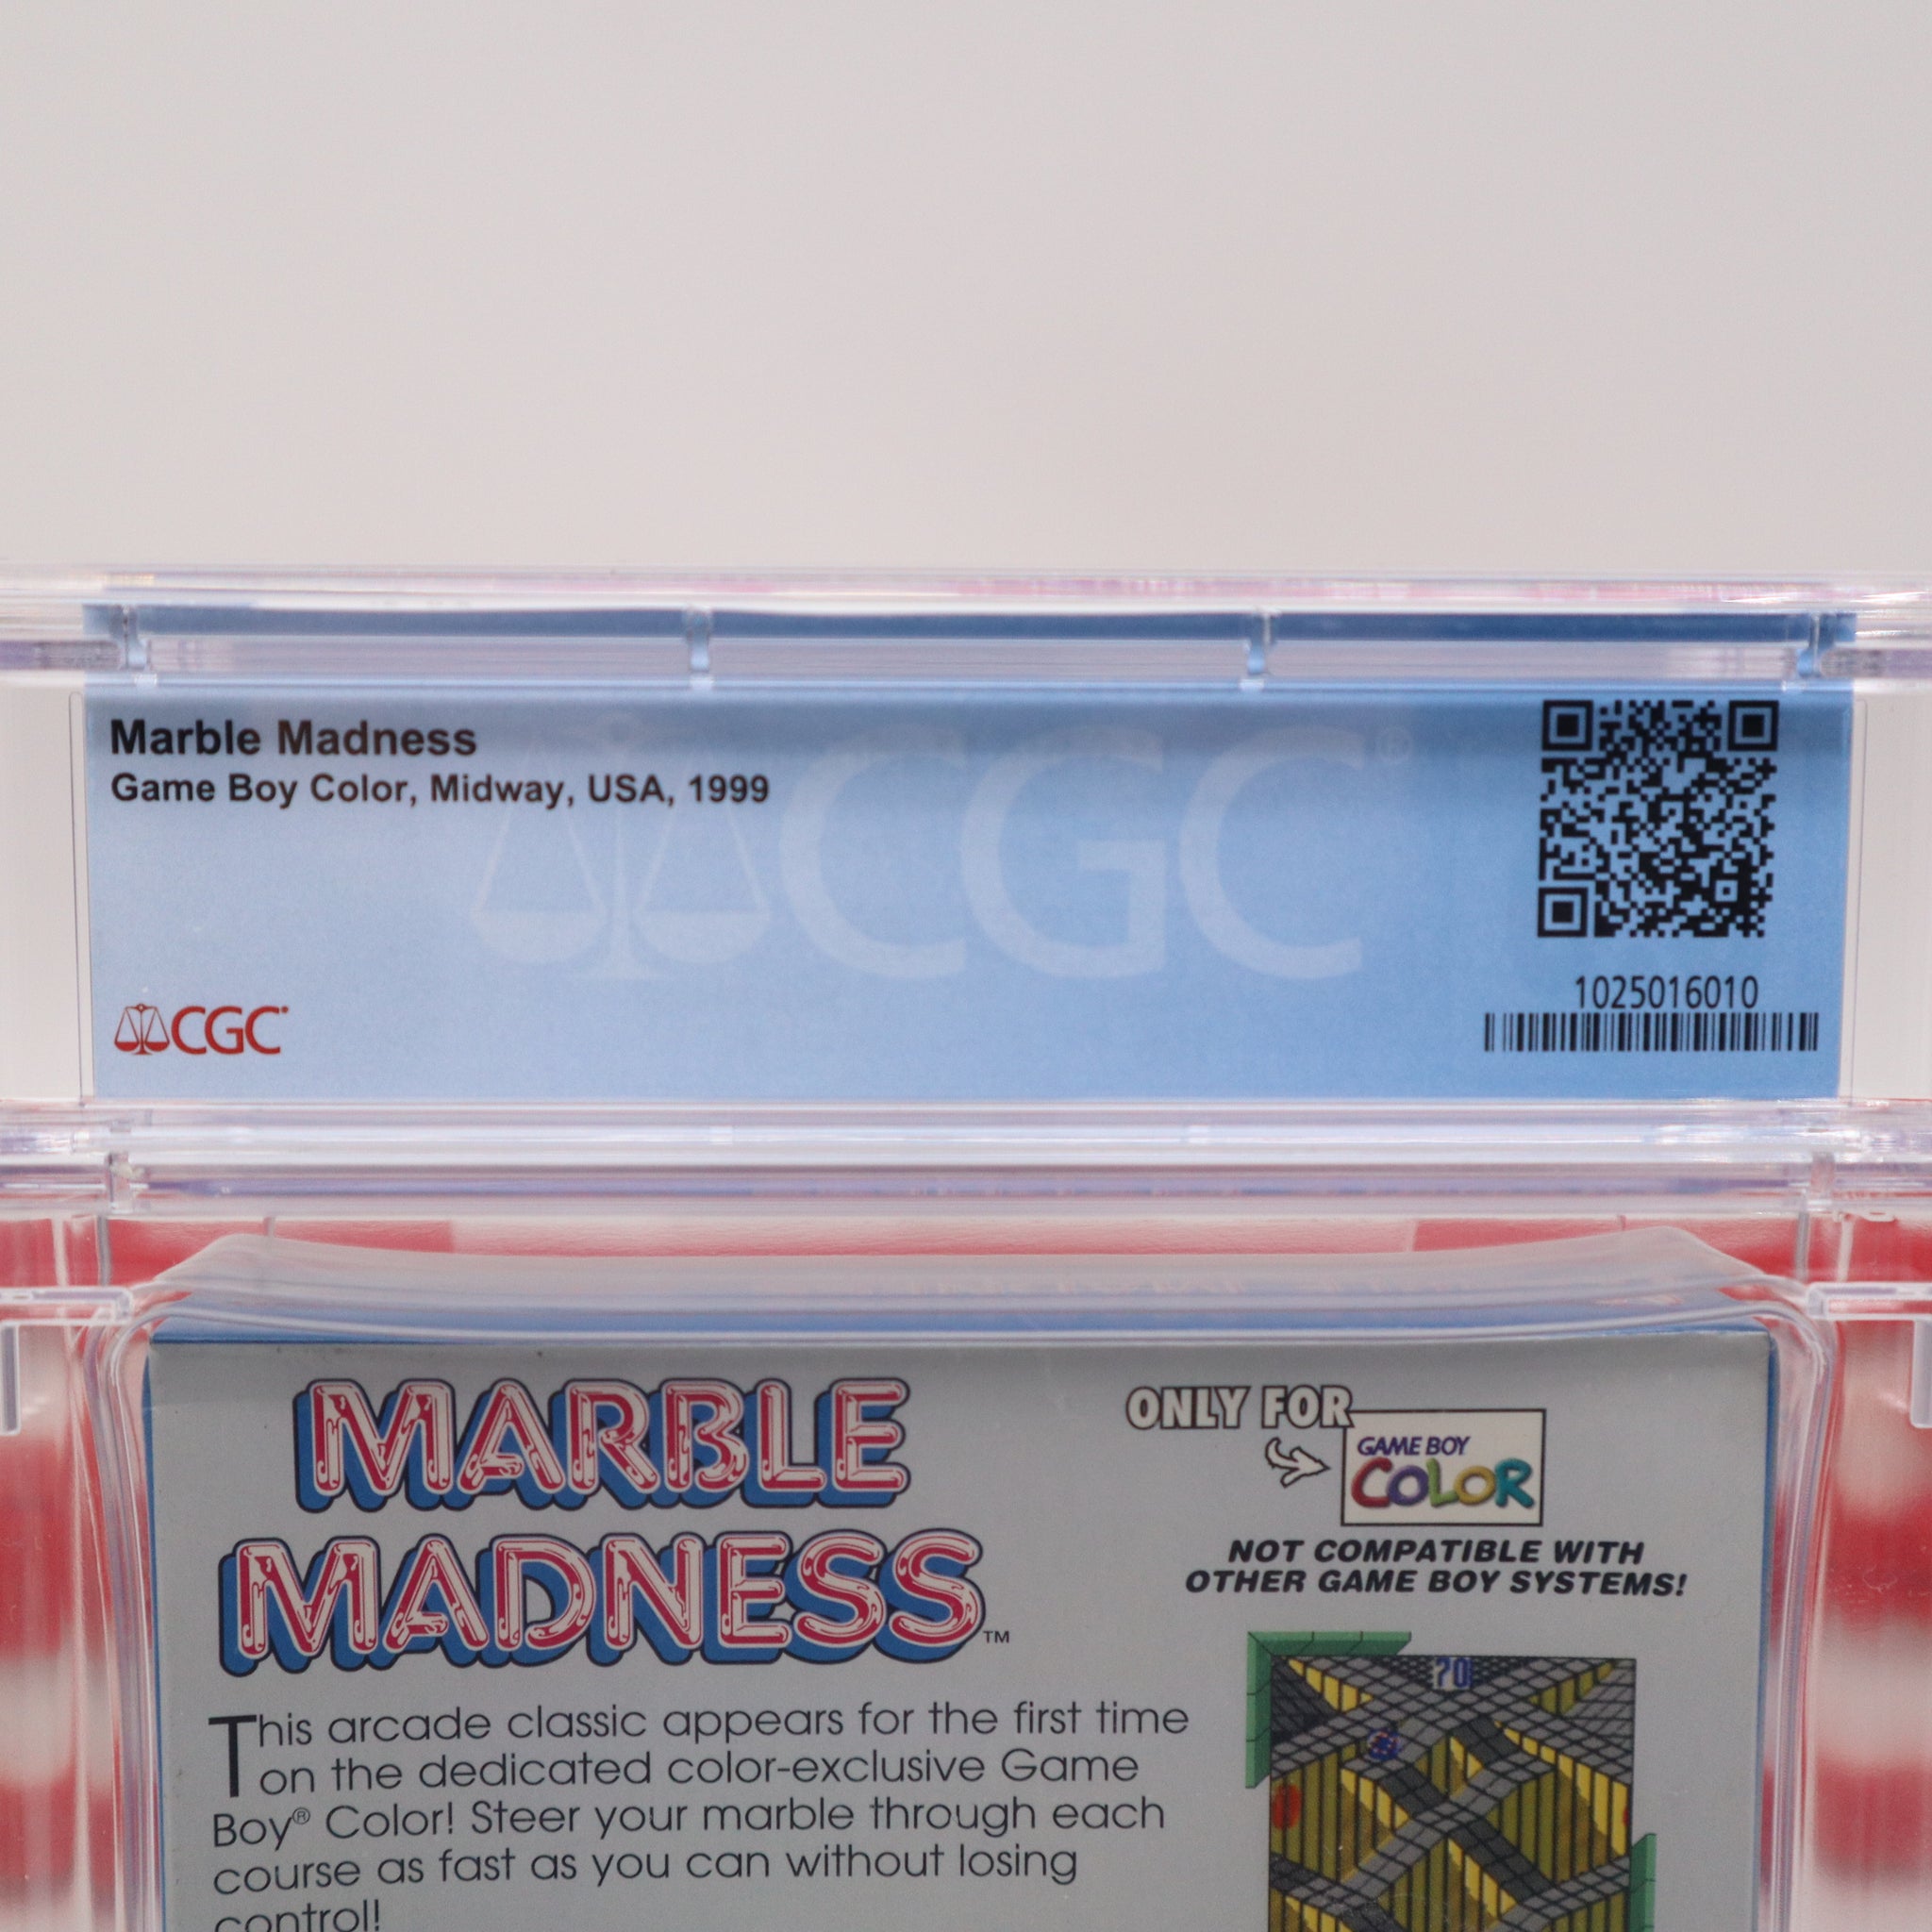 Marble Madness
Game Boy Color, Midway, USA, 1999
CGC®
CGC
1025016010
MARBLE
MADNESS™
ONLY FOR
GAME BOY
COLOR
NOT COMPATIBLE WITH
OTHER GAME BOY SYSTEMS!
70
This arcade classic appears for the first time
on the dedicated color-exclusive Game
Boy® Color! Steer your marble through each
course as fast as you can without losing
control!